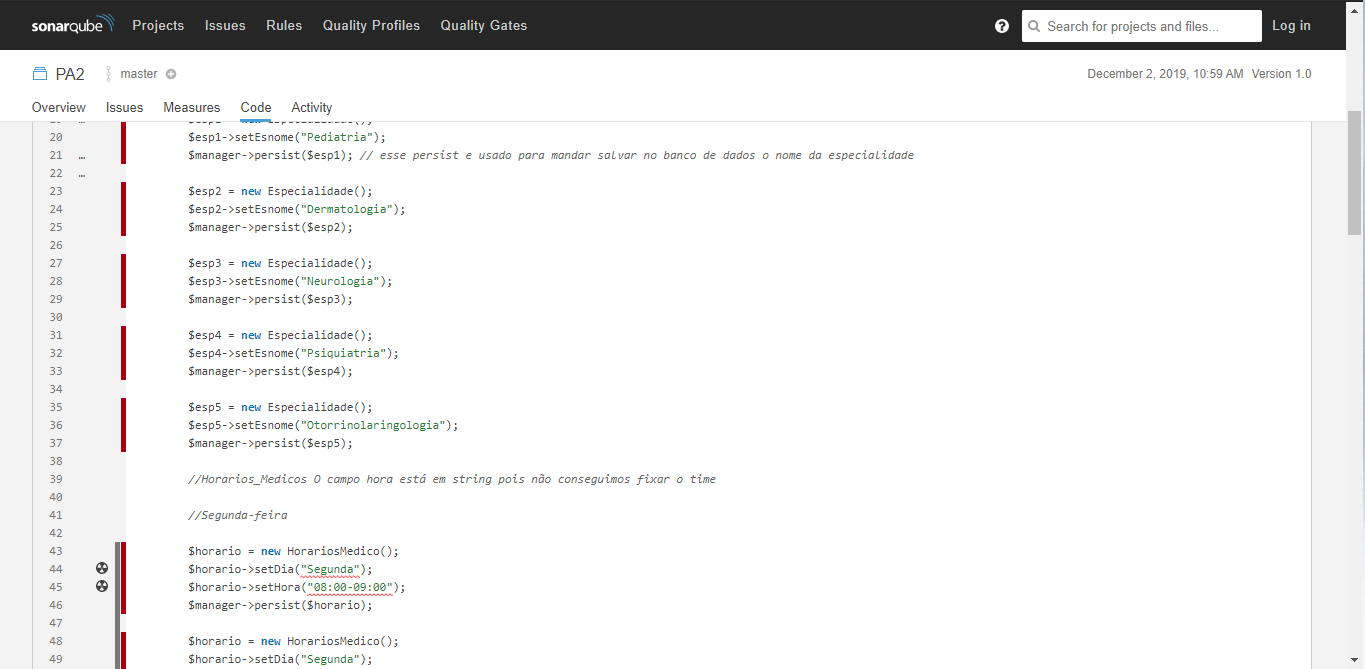 sonarqube Projects Issues Rules Quality Profiles Quality Gates ? Search for projects and files... Log in
PA2 master December 2, 2019, 10:59 AM Version 1.0
Overview Issues Measures Code Activity
20 $esp1->setEsnome("Pediatria");
21 … $manager->persist($esp1); // esse persist e usado para mandar salvar no banco de dados o nome da especialidade
22 …
23 $esp2 = new Especialidade();
24 $esp2->setEsnome("Dermatologia");
25 $manager->persist($esp2);
26
27 $esp3 = new Especialidade();
28 $esp3->setEsnome("Neurologia");
29 $manager->persist($esp3);
30
31 $esp4 = new Especialidade();
32 $esp4->setEsnome("Psiquiatria");
33 $manager->persist($esp4);
34
35 $esp5 = new Especialidade();
36 $esp5->setEsnome("Otorrinolaringologia");
37 $manager->persist($esp5);
38
39 //Horarios_Medicos O campo hora está em string pois não conseguimos fixar o time
40
41 //Segunda-feira
42
43 $horario = new HorariosMedico();
44 $horario->setDia("Segunda");
45 $horario->setHora("08:00-09:00");
46 $manager->persist($horario);
47
48 $horario = new HorariosMedico();
49 $horario->setDia("Segunda");